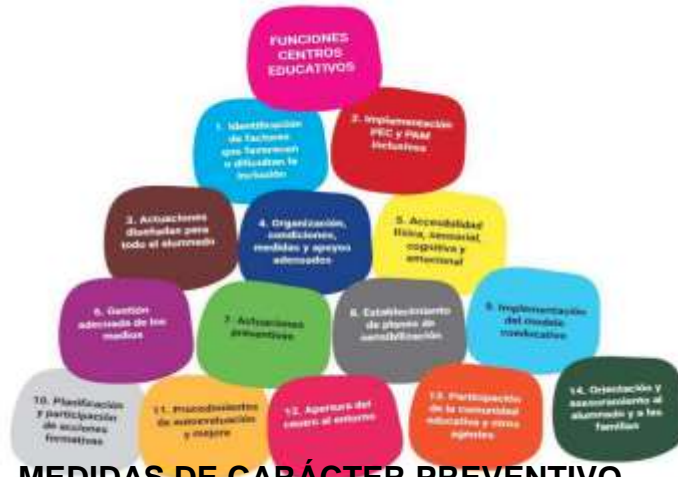 FUNCIONES
CENTROS
EDUCATIVOS
1. Identificación
de factores
que favorecen
o dificultan la
inclusión
2. Implementación
PEC y PAM
inclusivos
3. Actuaciones
diseñadas para
todo el alumnado
4. Organización,
condiciones,
medidas y apoyos
adecuados
5. Accesibilidad
física, sensorial,
cognitiva y
emocional
6. Gestión
adecuada de los
medios
7. Actuaciones
preventivas
8. Establecimiento
de planes de
sensibilización
9. Implementación
del modelo
coeducativo
10. Planificación
y participación
de acciones
formativas
11. Procedimientos
de autoevaluación
y mejora
12. Apertura del
centro al entorno
13. Participación
de la comunidad
educativa y otros
agentes
14. Orientación y
asesoramiento al
alumnado y a las
familias
MEDIDAS DE CARÁCTER PREVENTIVO